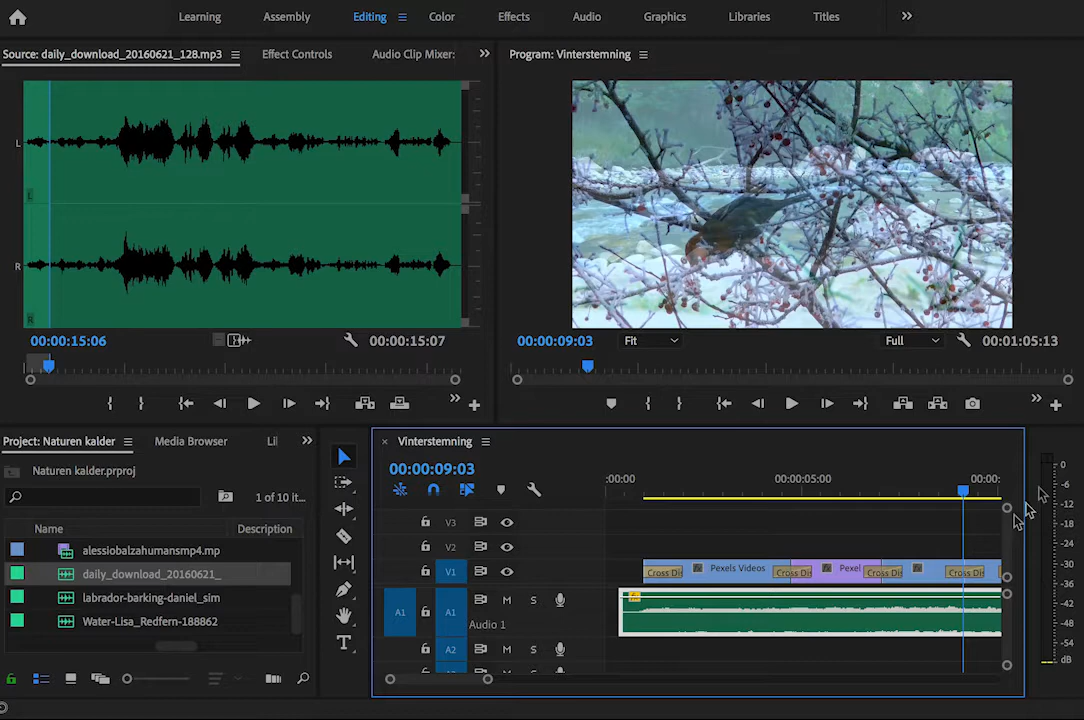 Learning Assembly Editing Color Effects Audio Graphics Libraries Titles
Source: daily_download_20160621_128.mp3 Effect Controls Audio Clip Mixer:
Program: Vinterstemning
L
R
00:00:15:06 00:00:15:07
00:00:09:03 Fit Full 00:01:05:13
Project: Naturen kalder Media Browser Li
Naturen kalder.prproj
1 of 10 it...
Name Description
alessiobalzahumansmp4.mp
daily_download_20160621_
labrador-barking-daniel_sim
Water-Lisa_Redfern-188862
Vinterstemning
00:00:09:03
:00:00 00:00:05:00 00:00:
V3
V2
V1 V1
Cross Di Pexels Videos Cross Di Pexel Cross Di Cross Di
A1 A1 M S
Audio 1
A2 M S
M S
0
-6
-12
-18
-24
-30
-36
-42
-48
-54
dB